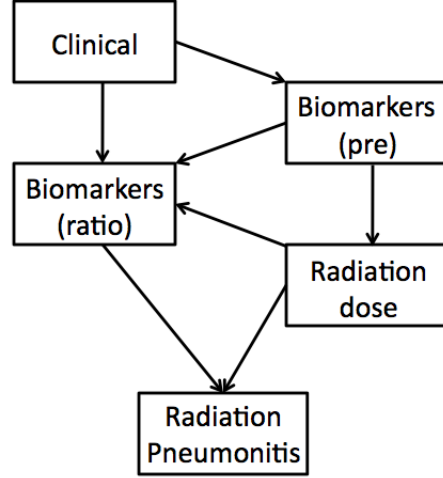 Clinical
Biomarkers
(pre)
Biomarkers
(ratio)
Radiation
dose
Radiation
Pneumonitis